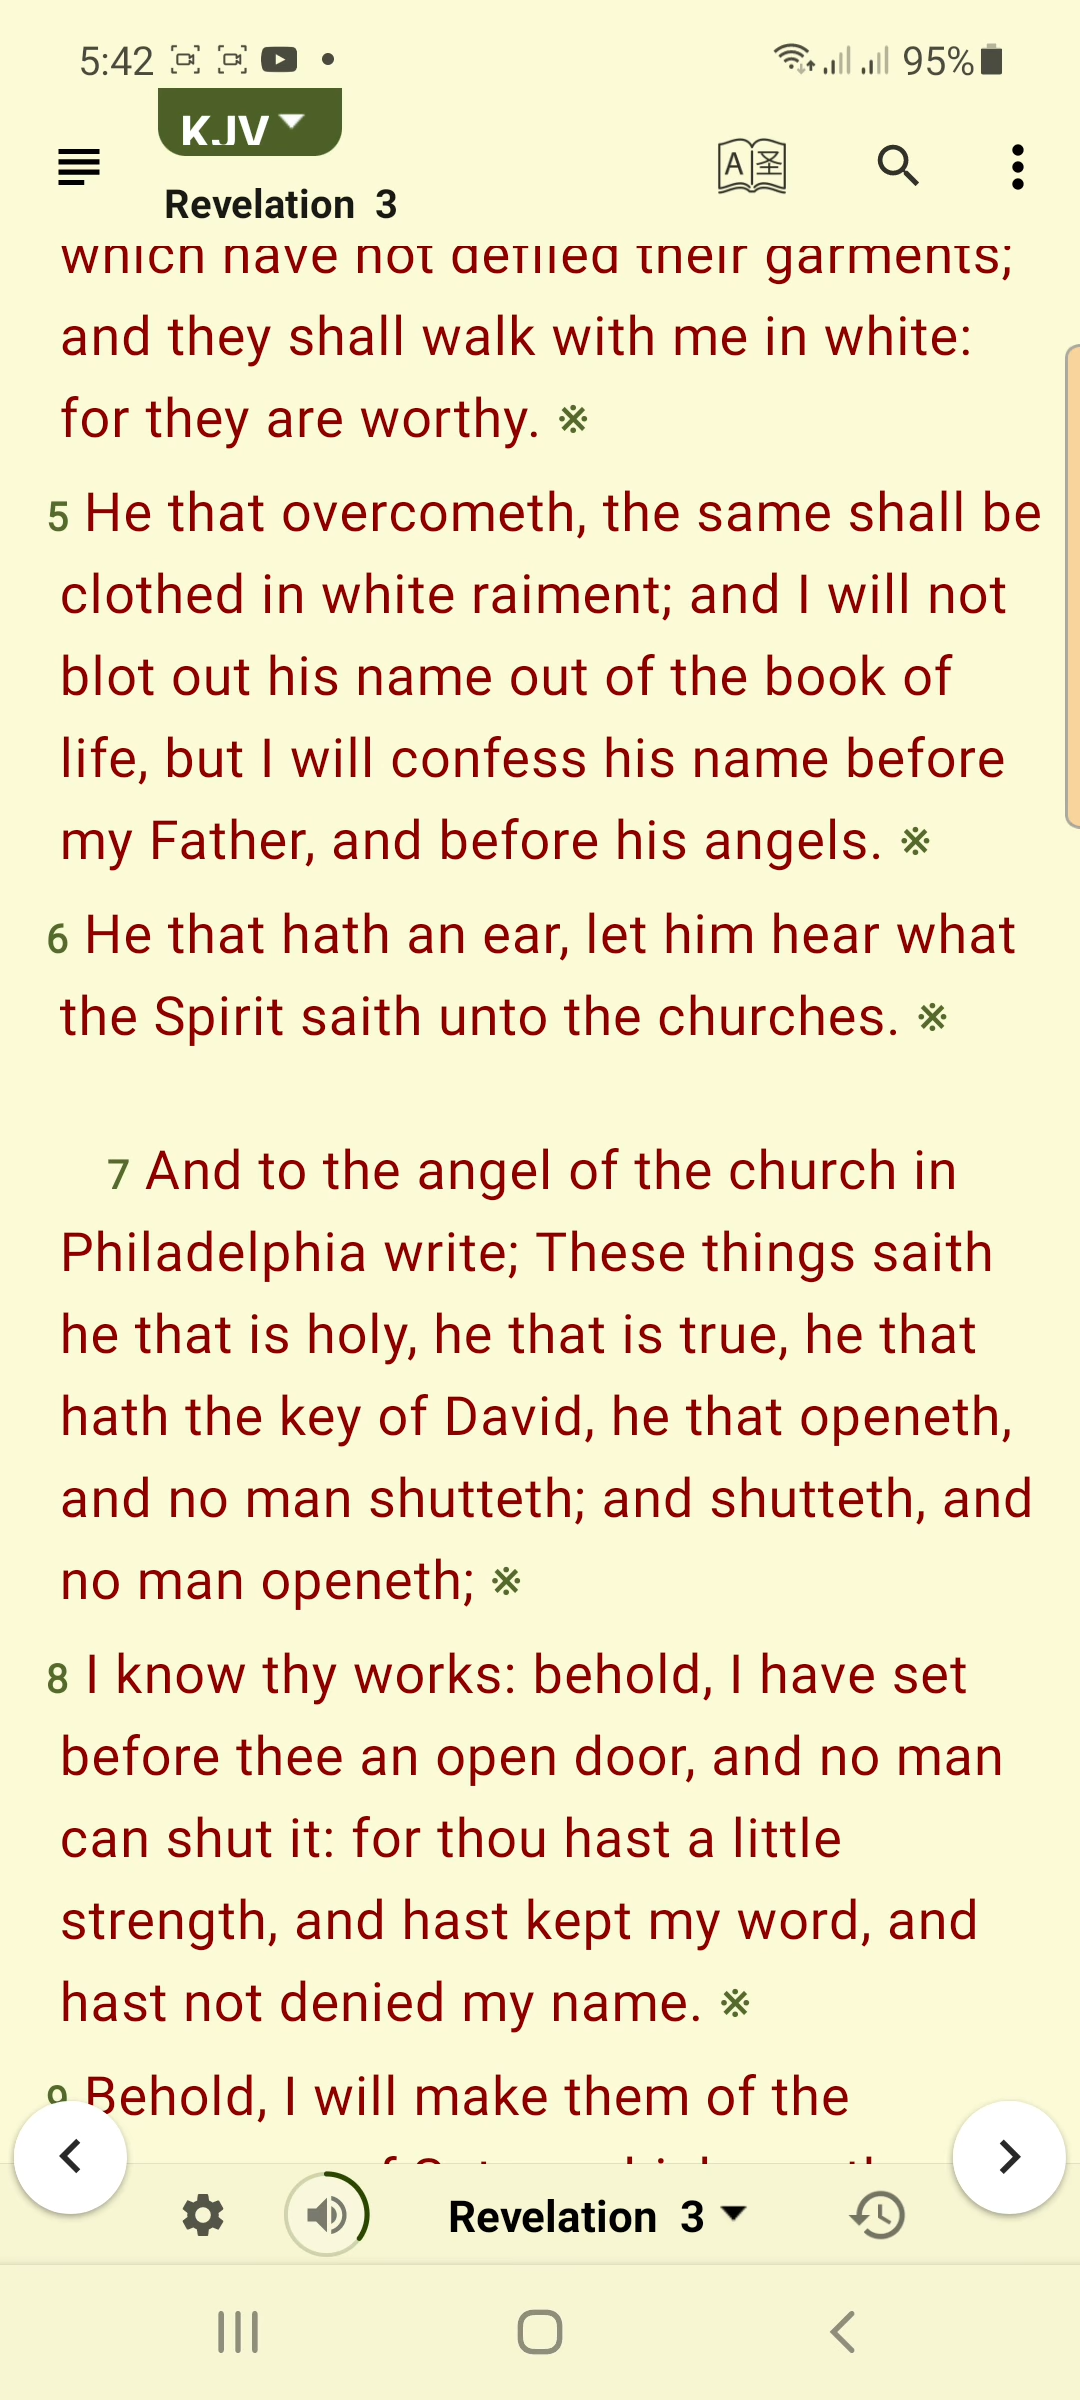 5:42 95%
KJV
Revelation 3
A 圣
which have not defiled their garments;
and they shall walk with me in white:
for they are worthy. ※
5 He that overcometh, the same shall be
clothed in white raiment; and I will not
blot out his name out of the book of
life, but I will confess his name before
my Father, and before his angels. ※
6 He that hath an ear, let him hear what
the Spirit saith unto the churches. ※
7 And to the angel of the church in
Philadelphia write; These things saith
he that is holy, he that is true, he that
hath the key of David, he that openeth,
and no man shutteth; and shutteth, and
no man openeth; ※
8 I know thy works: behold, I have set
before thee an open door, and no man
can shut it: for thou hast a little
strength, and hast kept my word, and
hast not denied my name. ※
9 Behold, I will make them of the
Revelation 3